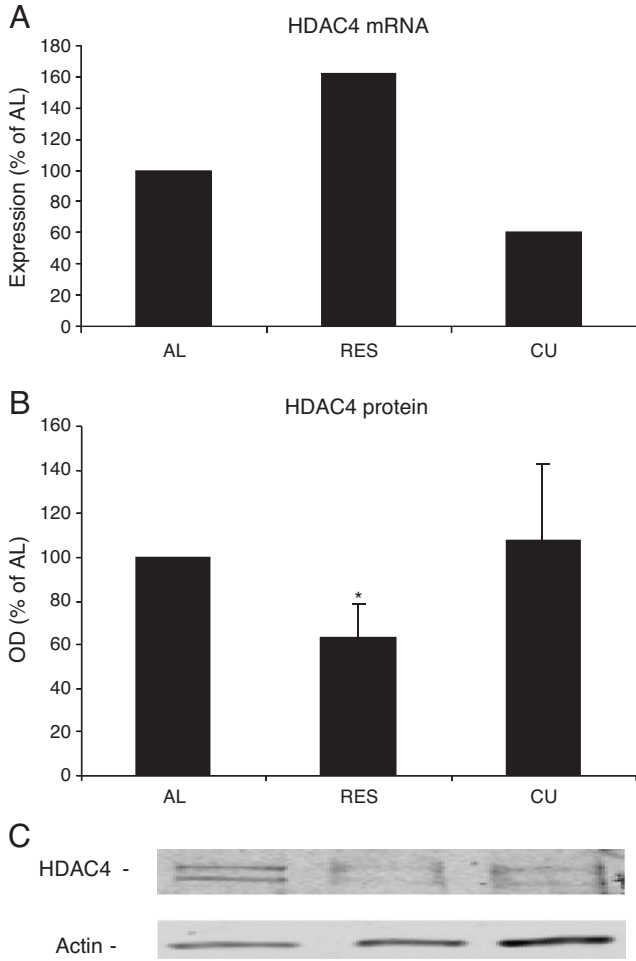 A
HDAC4 mRNA
Expression (% of AL)
180
160
140
120
100
80
60
40
20
0
AL RES CU
B
HDAC4 protein
OD (% of AL)
160
140
120
100
80
60
40
20
0
*
AL RES CU
C
HDAC4 -
Actin -